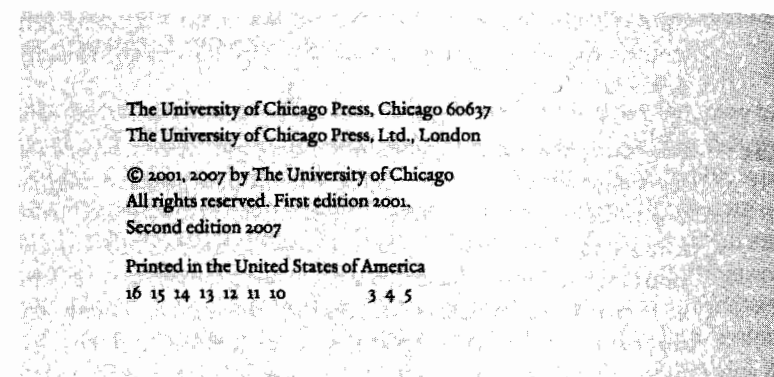 The University of Chicago Press, Chicago 60637
The University of Chicago Press, Ltd., London
© 2001, 2007 by The University of Chicago
All rights reserved. First edition 2001.
Second edition 2007
Printed in the United States of America
16 15 14 13 12 11 10 3 4 5